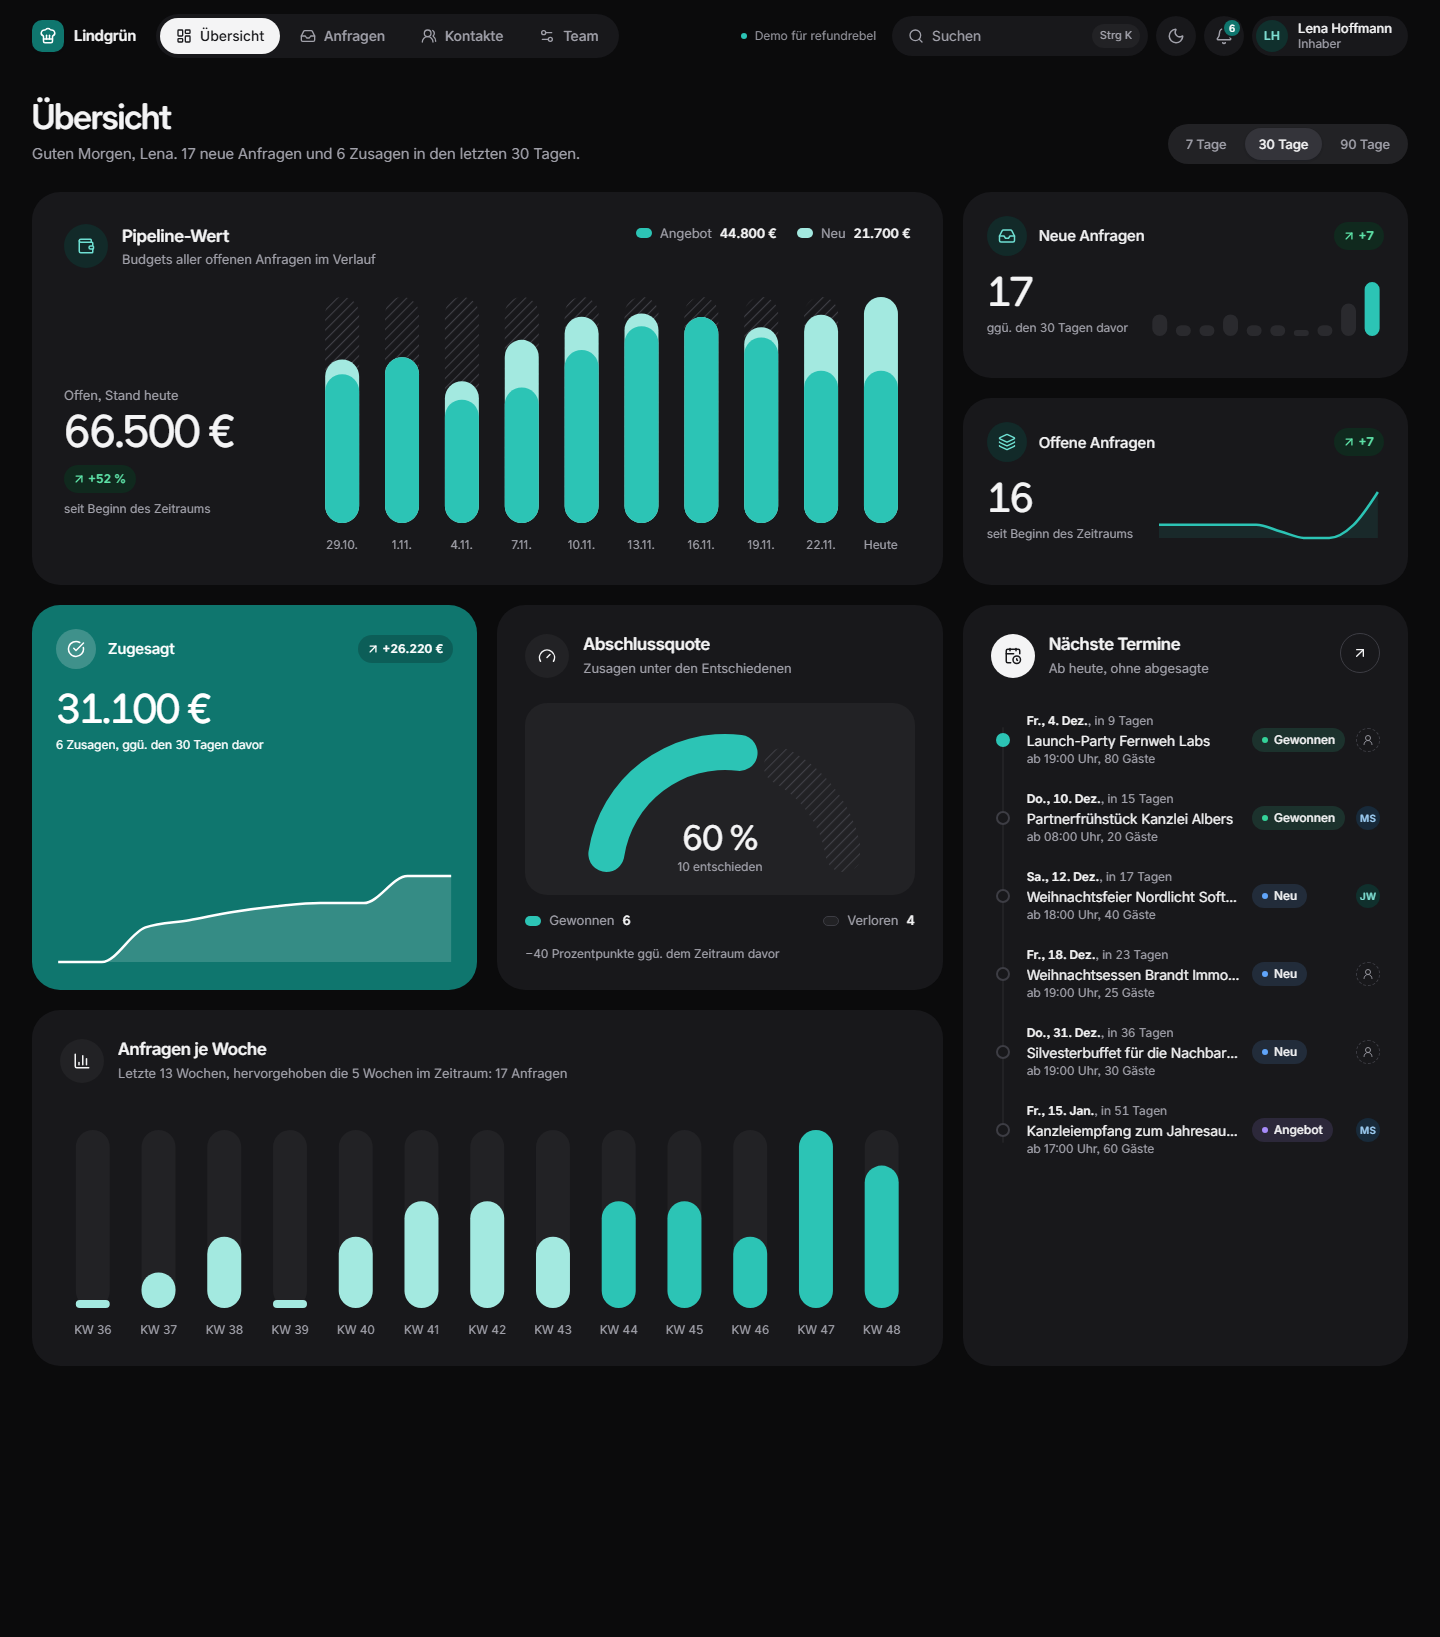 Lindgrün
Übersicht
Anfragen
Kontakte
Team
Demo für refundrebel
Suchen
Strg K
6
LH
Lena Hoffmann
Inhaber
Übersicht
Guten Morgen, Lena. 17 neue Anfragen und 6 Zusagen in den letzten 30 Tagen.
7 Tage
30 Tage
90 Tage
Pipeline-Wert
Budgets aller offenen Anfragen im Verlauf
Angebot 44.800 €
Neu 21.700 €
Offen, Stand heute
66.500 €
+52 %
seit Beginn des Zeitraums
29.10.
1.11.
4.11.
7.11.
10.11.
13.11.
16.11.
19.11.
22.11.
Heute
Neue Anfragen
+7
17
ggü. den 30 Tagen davor
Offene Anfragen
+7
16
seit Beginn des Zeitraums
Zugesagt
+26.220 €
31.100 €
6 Zusagen, ggü. den 30 Tagen davor
Abschlussquote
Zusagen unter den Entschiedenen
60 %
10 entschieden
Gewonnen 6
Verloren 4
−40 Prozentpunkte ggü. dem Zeitraum davor
Nächste Termine
Ab heute, ohne abgesagte
Fr., 4. Dez., in 9 Tagen
Launch-Party Fernweh Labs
ab 19:00 Uhr, 80 Gäste
Gewonnen
Do., 10. Dez., in 15 Tagen
Partnerfrühstück Kanzlei Albers
ab 08:00 Uhr, 20 Gäste
Gewonnen
MS
Sa., 12. Dez., in 17 Tagen
Weihnachtsfeier Nordlicht Soft...
ab 18:00 Uhr, 40 Gäste
Neu
JW
Fr., 18. Dez., in 23 Tagen
Weihnachtsessen Brandt Immo...
ab 19:00 Uhr, 25 Gäste
Neu
Do., 31. Dez., in 36 Tagen
Silvesterbuffet für die Nachbar...
ab 19:00 Uhr, 30 Gäste
Neu
Fr., 15. Jan., in 51 Tagen
Kanzleiempfang zum Jahresau...
ab 17:00 Uhr, 60 Gäste
Angebot
MS
Anfragen je Woche
Letzte 13 Wochen, hervorgehoben die 5 Wochen im Zeitraum: 17 Anfragen
KW 36
KW 37
KW 38
KW 39
KW 40
KW 41
KW 42
KW 43
KW 44
KW 45
KW 46
KW 47
KW 48